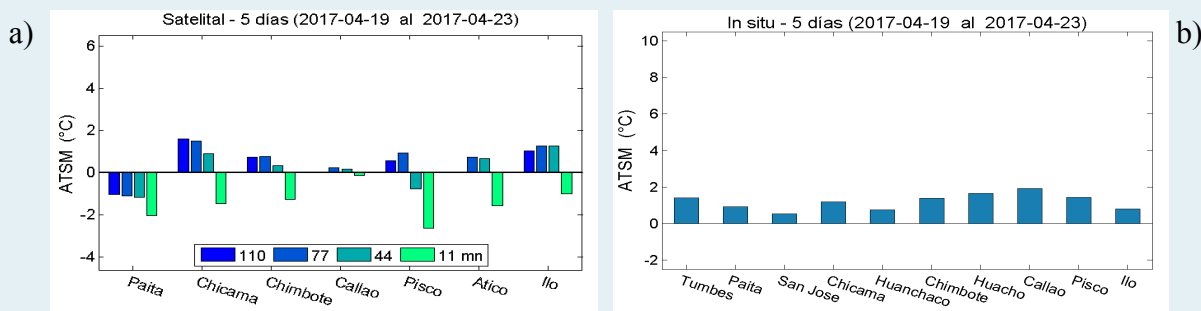 a)
Satelital - 5 días (2017-04-19 al 2017-04-23)
ATSM (°C)
6
4
2
0
-2
-4
110 77 44 11 mn
Paita Chicama Chimbote Callao Pisco Atico Ilo
b)
In situ - 5 días (2017-04-19 al 2017-04-23)
ATSM (°C)
10
8
6
4
2
0
-2
Tumbes Paita San Jose Chicama Huanchaco Chimbote Huacho Callao Pisco Ilo